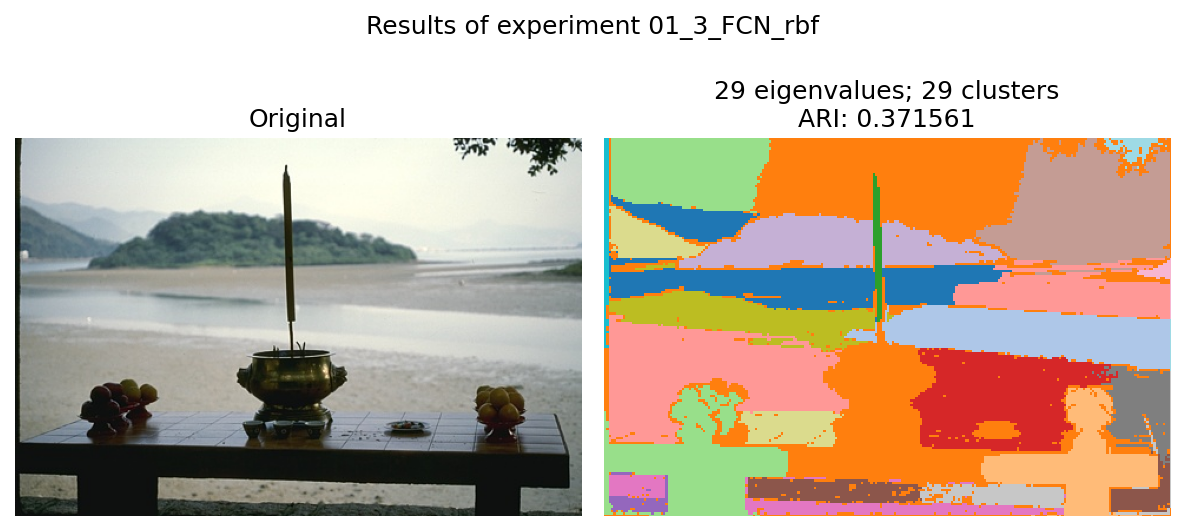 Results of experiment 01_3_FCN_rbf
Original
29 eigenvalues; 29 clusters
ARI: 0.371561